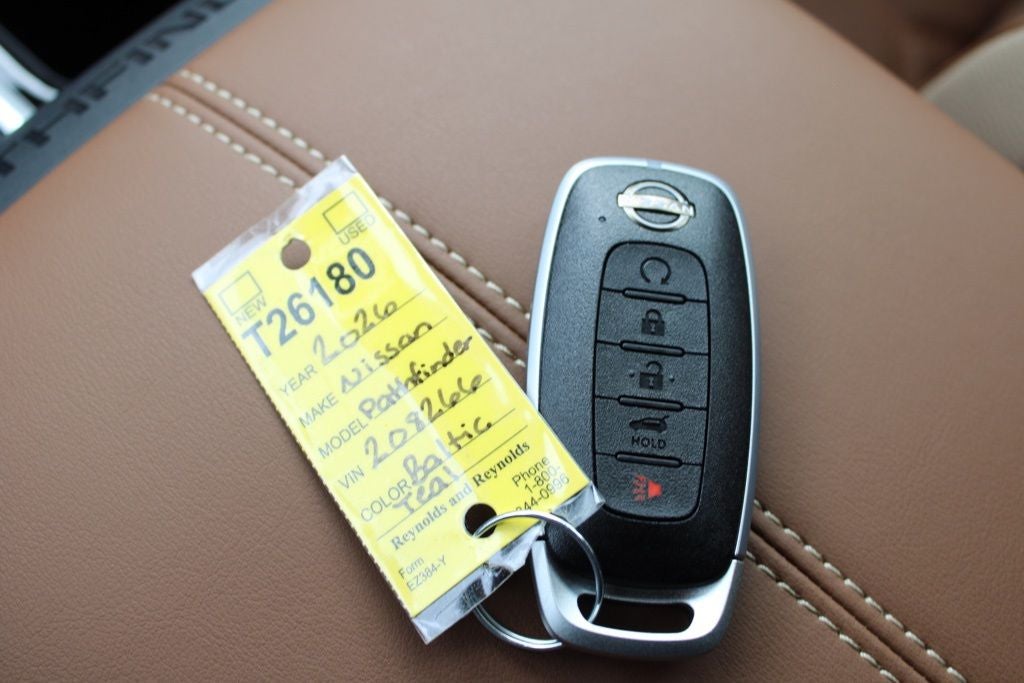 NEW
USED
T26180
YEAR 2026
MAKE Nissan
MODEL Pathfinder
VIN 208266
COLOR Baltic
Teal
Reynolds and Reynolds
Form
EZ384-Y
Phone
1-800-
344-0996
NISSAN
HOLD